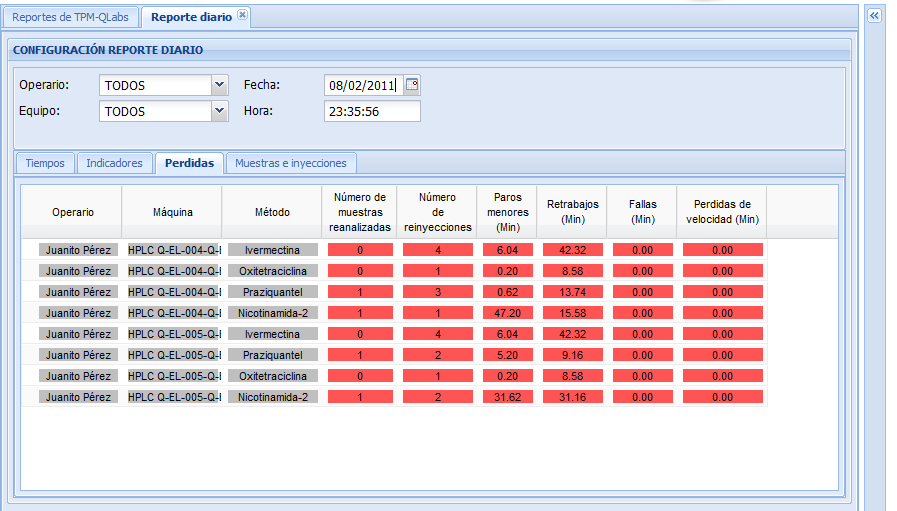 Reportes de TPM-QLabs Reporte diario
CONFIGURACIÓN REPORTE DIARIO
Operario: TODOS Fecha: 08/02/2011
Equipo: TODOS Hora: 23:35:56
Tiempos Indicadores Perdidas Muestras e inyecciones
Operario Máquina Método Número de muestras reanalizadas Número de reinyecciones Paros menores (Min) Retrabajos (Min) Fallas (Min) Perdidas de velocidad (Min)
Juanito Pérez HPLC Q-EL-004-Q- Ivermectina 0 4 6.04 42.32 0.00 0.00
Juanito Pérez HPLC Q-EL-004-Q- Oxitetraciclina 0 1 0.20 8.58 0.00 0.00
Juanito Pérez HPLC Q-EL-004-Q- Praziquantel 1 3 0.62 13.74 0.00 0.00
Juanito Pérez HPLC Q-EL-004-Q- Nicotinamida-2 1 1 47.20 15.58 0.00 0.00
Juanito Pérez HPLC Q-EL-005-Q- Ivermectina 0 4 6.04 42.32 0.00 0.00
Juanito Pérez HPLC Q-EL-005-Q- Praziquantel 1 2 5.20 9.16 0.00 0.00
Juanito Pérez HPLC Q-EL-005-Q- Oxitetraciclina 0 1 0.20 8.58 0.00 0.00
Juanito Pérez HPLC Q-EL-005-Q- Nicotinamida-2 1 2 31.62 31.16 0.00 0.00